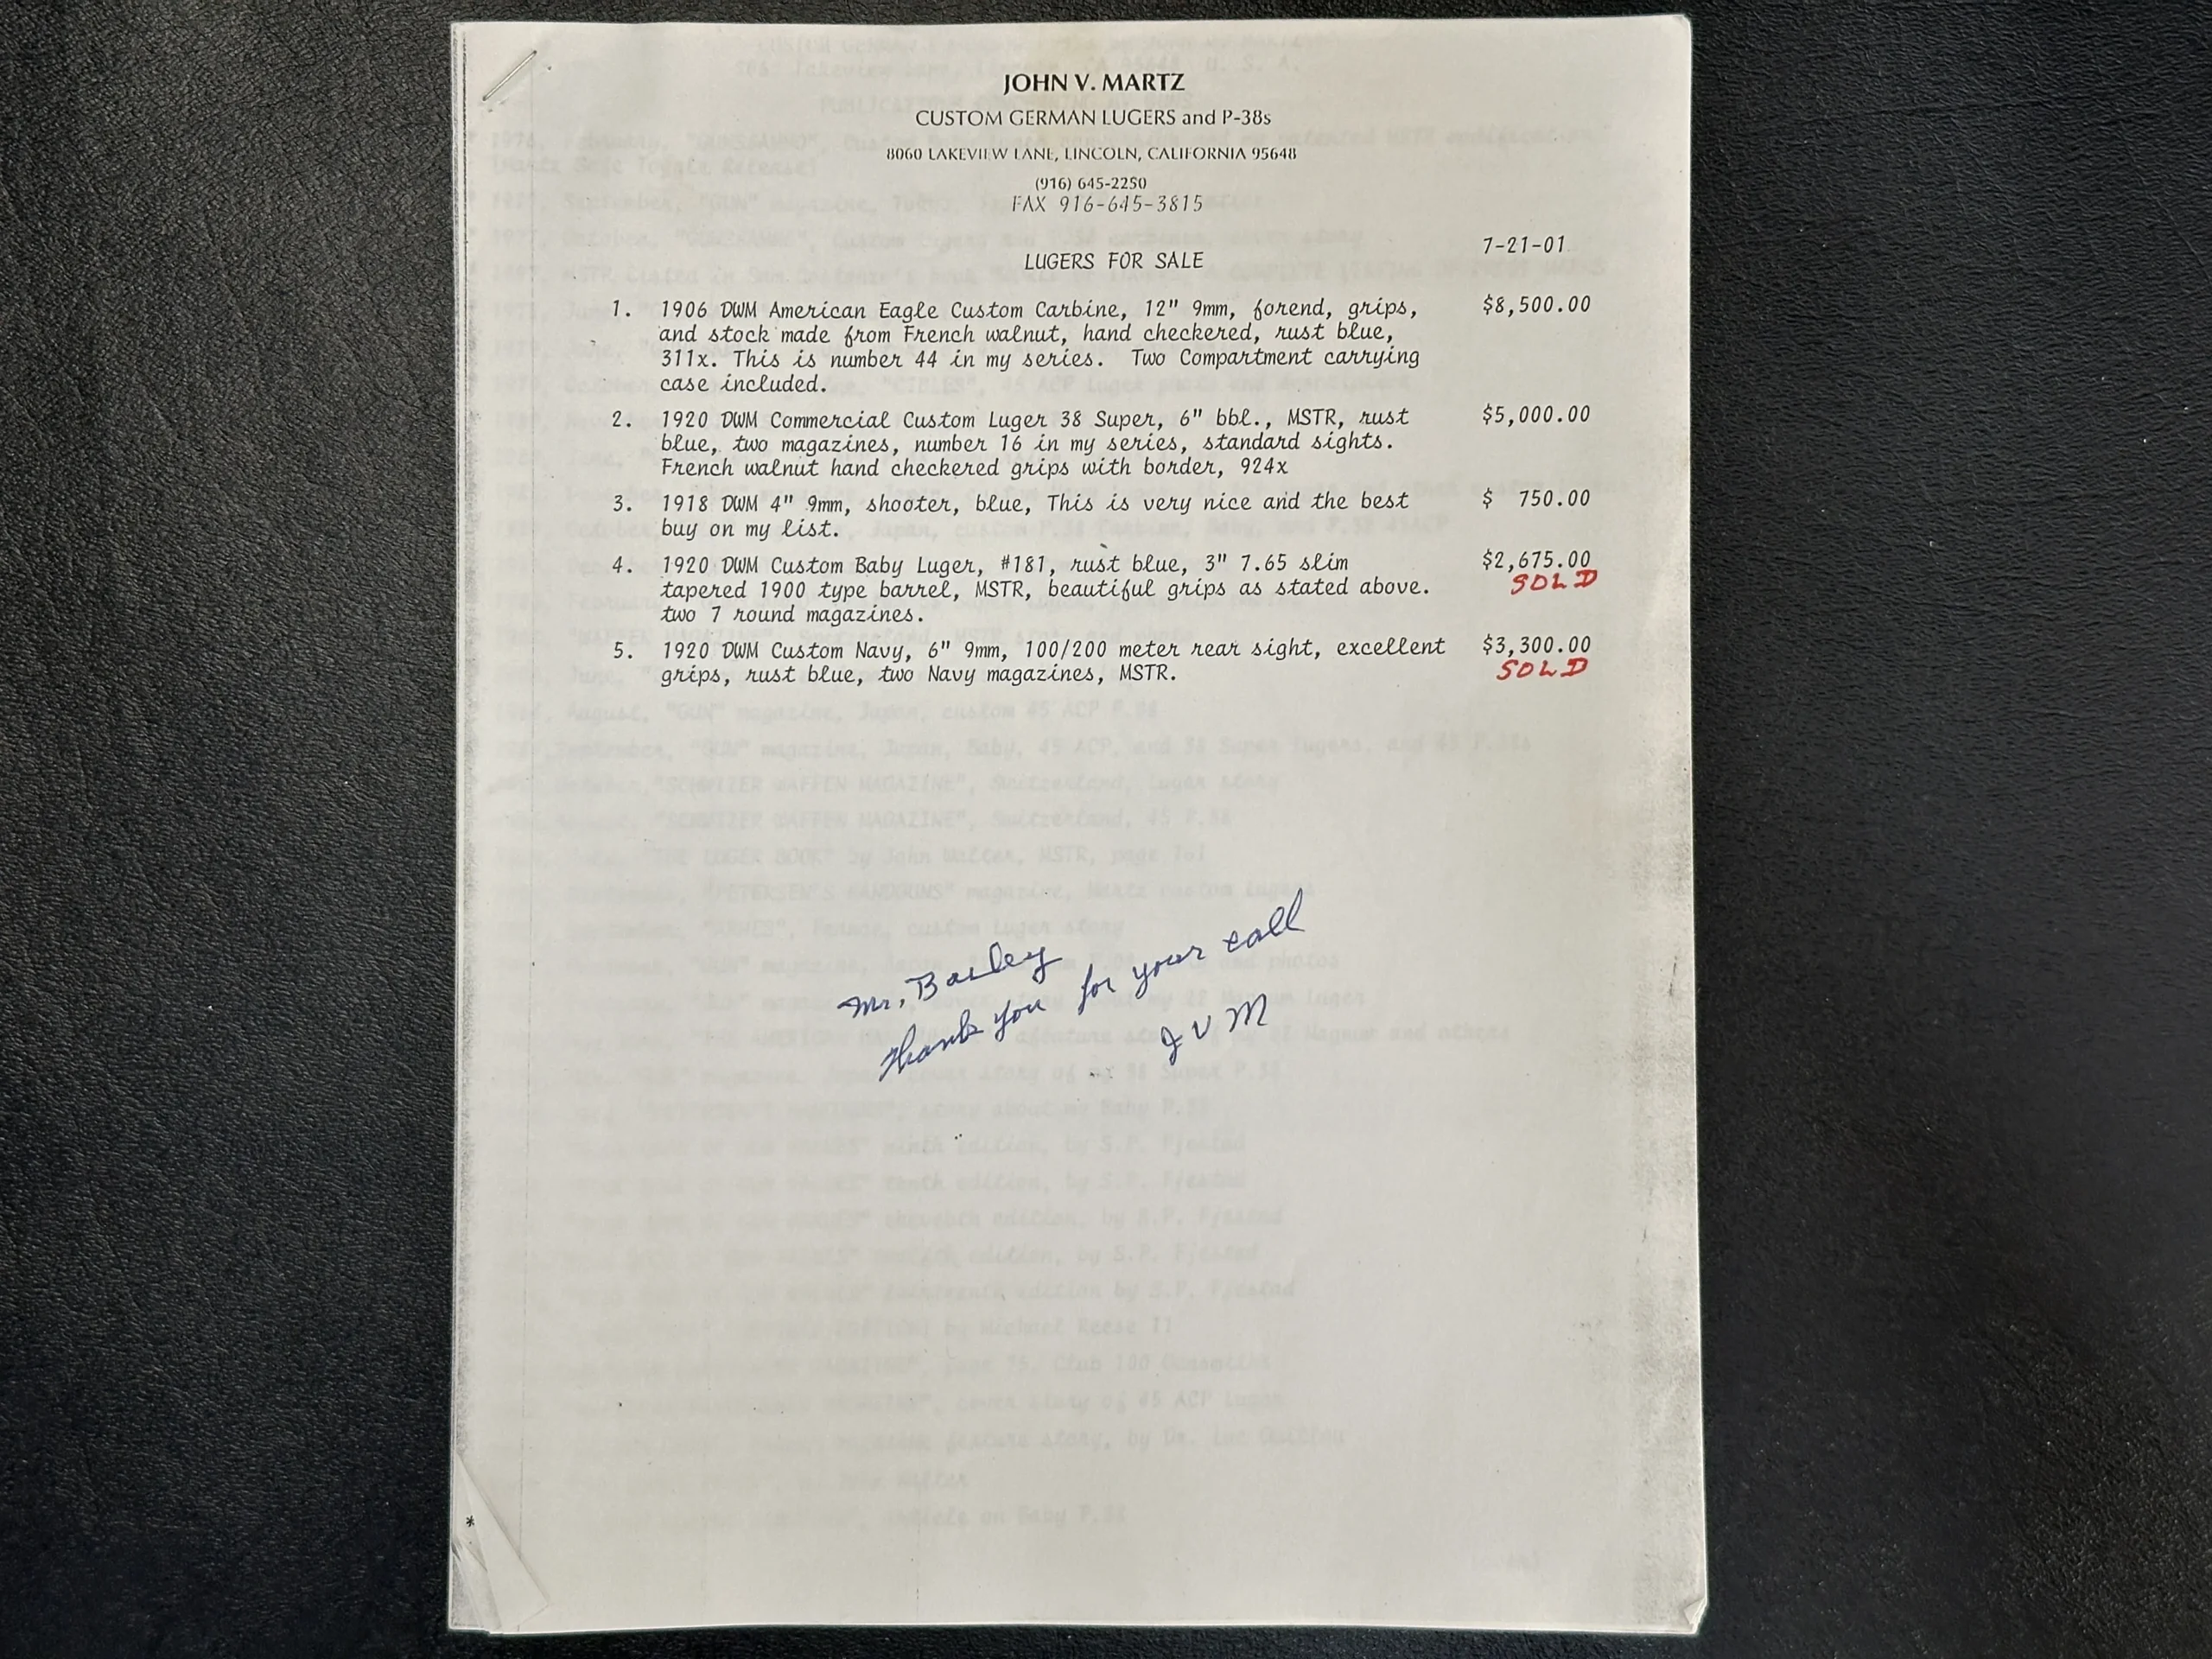 JOHN V. MARTZ
CUSTOM GERMAN LUGERS and P-38s
8060 LAKEVIEW LANE, LINCOLN, CALIFORNIA 95648
(916) 645-2250
FAX 916-645-3815
7-21-01
LUGERS FOR SALE
1. 1906 DWM American Eagle Custom Carbine, 12" 9mm, forend, grips, $8,500.00
and stock made from French walnut, hand checkered, rust blue,
311x. This is number 44 in my series. Two Compartment carrying
case included.
2. 1920 DWM Commercial Custom Luger 38 Super, 6" bbl., MSTR, rust $5,000.00
blue, two magazines, number 16 in my series, standard sights.
French walnut hand checkered grips with border, 924x
3. 1918 DWM 4" 9mm, shooter, blue, This is very nice and the best $ 750.00
buy on my list.
4. 1920 DWM Custom Baby Luger, #181, rust blue, 3" 7.65 slim $2,675.00
tapered 1900 type barrel, MSTR, beautiful grips as stated above. SOLD
two 7 round magazines.
5. 1920 DWM Custom Navy, 6" 9mm, 100/200 meter rear sight, excellent $3,300.00
grips, rust blue, two Navy magazines, MSTR. SOLD
Mr.
thank you for your call
JVM
*